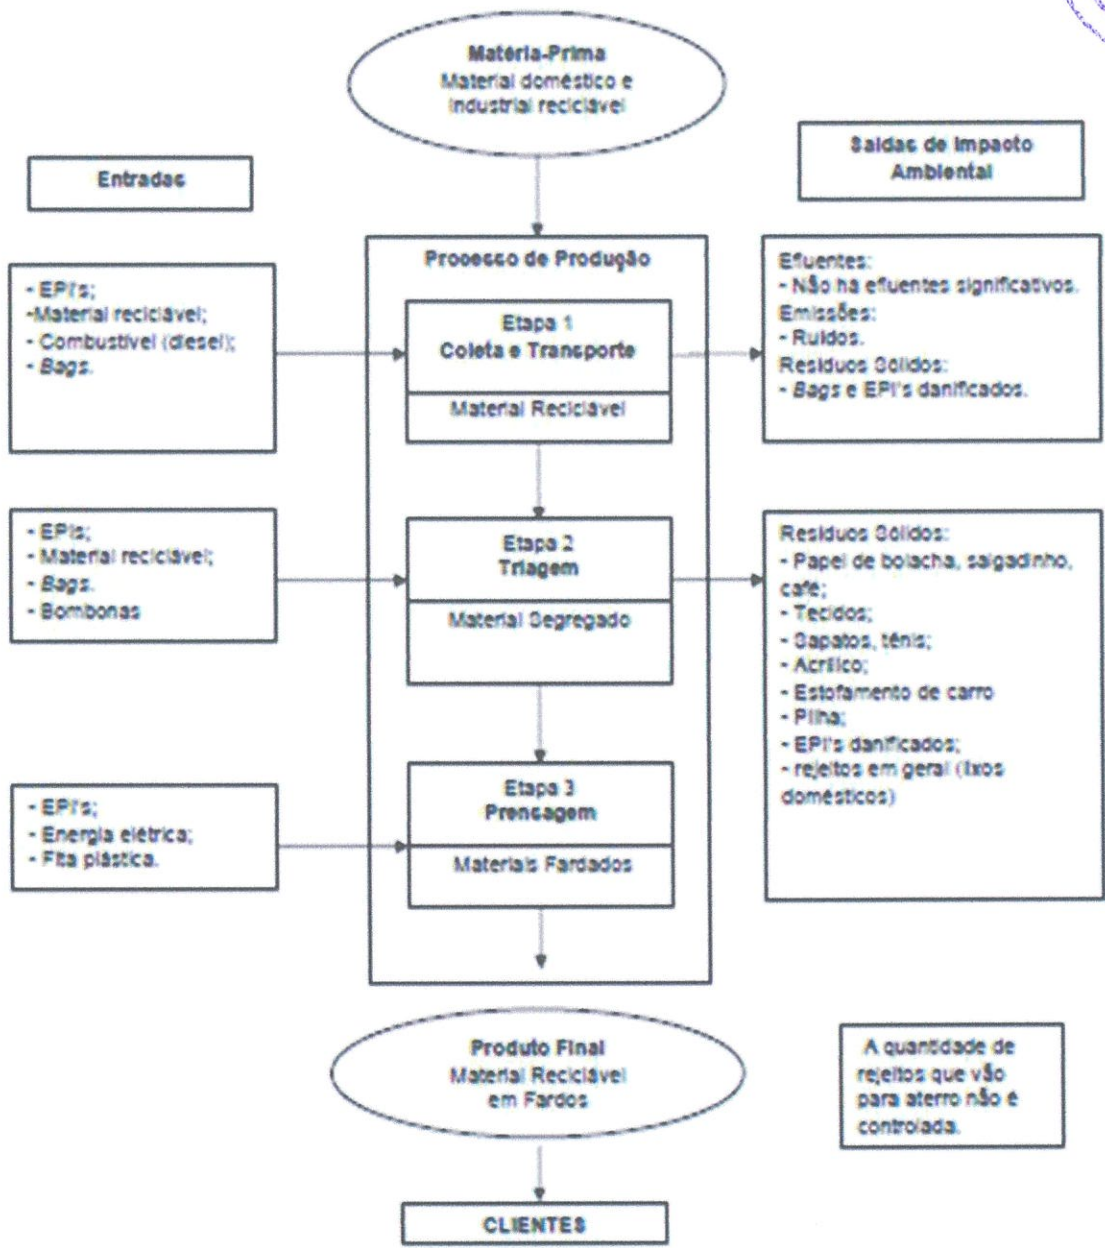 Matéria-Prima
Material doméstico e
industrial reciclável
Entradas
Saídas de Impacto
Ambiental
Processo de Produção
- EPI's;
-Material reciclável;
- Combustível (diesel);
- Bags.
Etapa 1
Coleta e Transporte
Material Reciclável
Efluentes:
- Não há efluentes significativos.
Emissões:
- Ruídos.
Resíduos Sólidos:
- Bags e EPI's danificados.
- EPIs;
- Material reciclável;
- Bags.
- Bombonas
Etapa 2
Triagem
Material Segregado
Resíduos Sólidos:
- Papel de bolacha, salgadinho,
café;
- Tecidos;
- Sapatos, tênis;
- Acrílico;
- Estofamento de carro
- Pilha;
- EPI's danificados;
- rejeitos em geral (lixos
domésticos)
- EPI's;
- Energia elétrica;
- Fita plástica.
Etapa 3
Prensagem
Materiais Fardados
Produto Final
Material Reciclável
em Fardos
A quantidade de
rejeitos que vão
para aterro não é
controlada.
CLIENTES